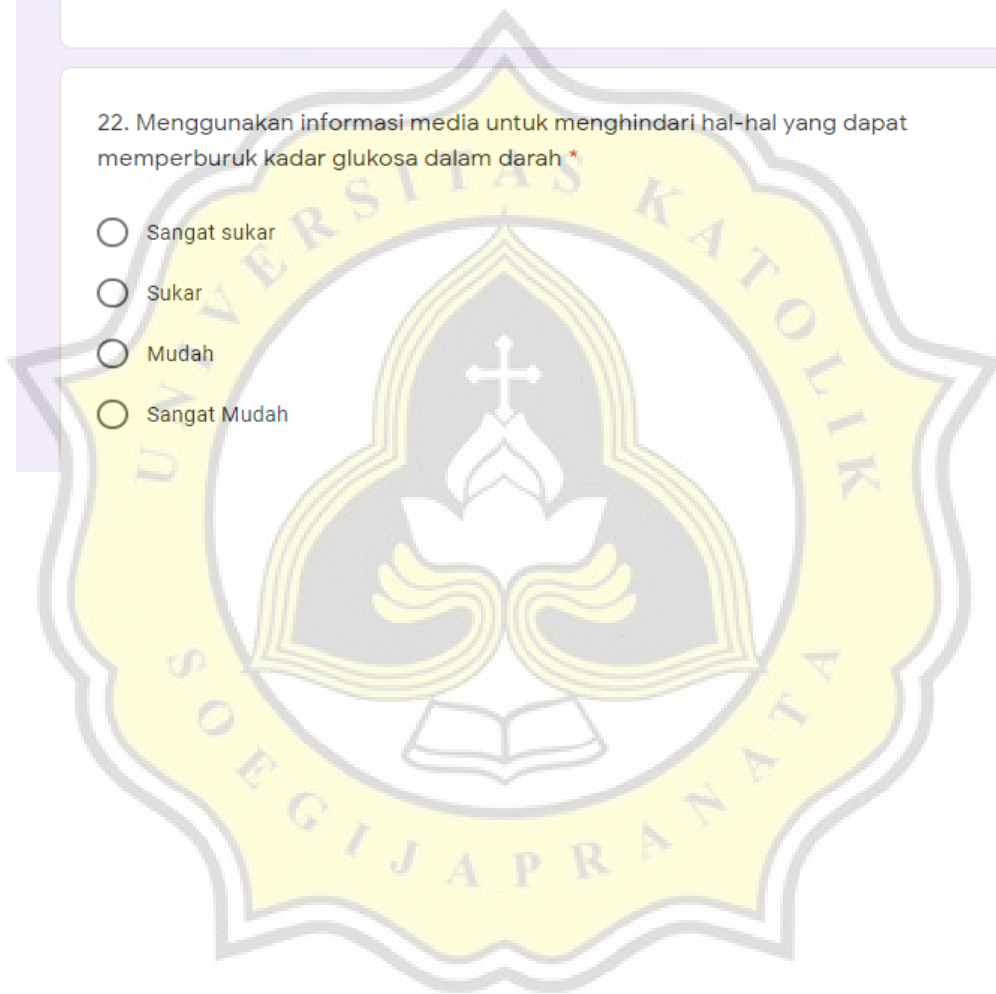 22. Menggunakan informasi media untuk menghindari hal-hal yang dapat
memperburuk kadar glukosa dalam darah *
Sangat sukar
Sukar
Mudah
Sangat Mudah
UNIVERSITAS KATOLIK
SOEGIJAPRANATA